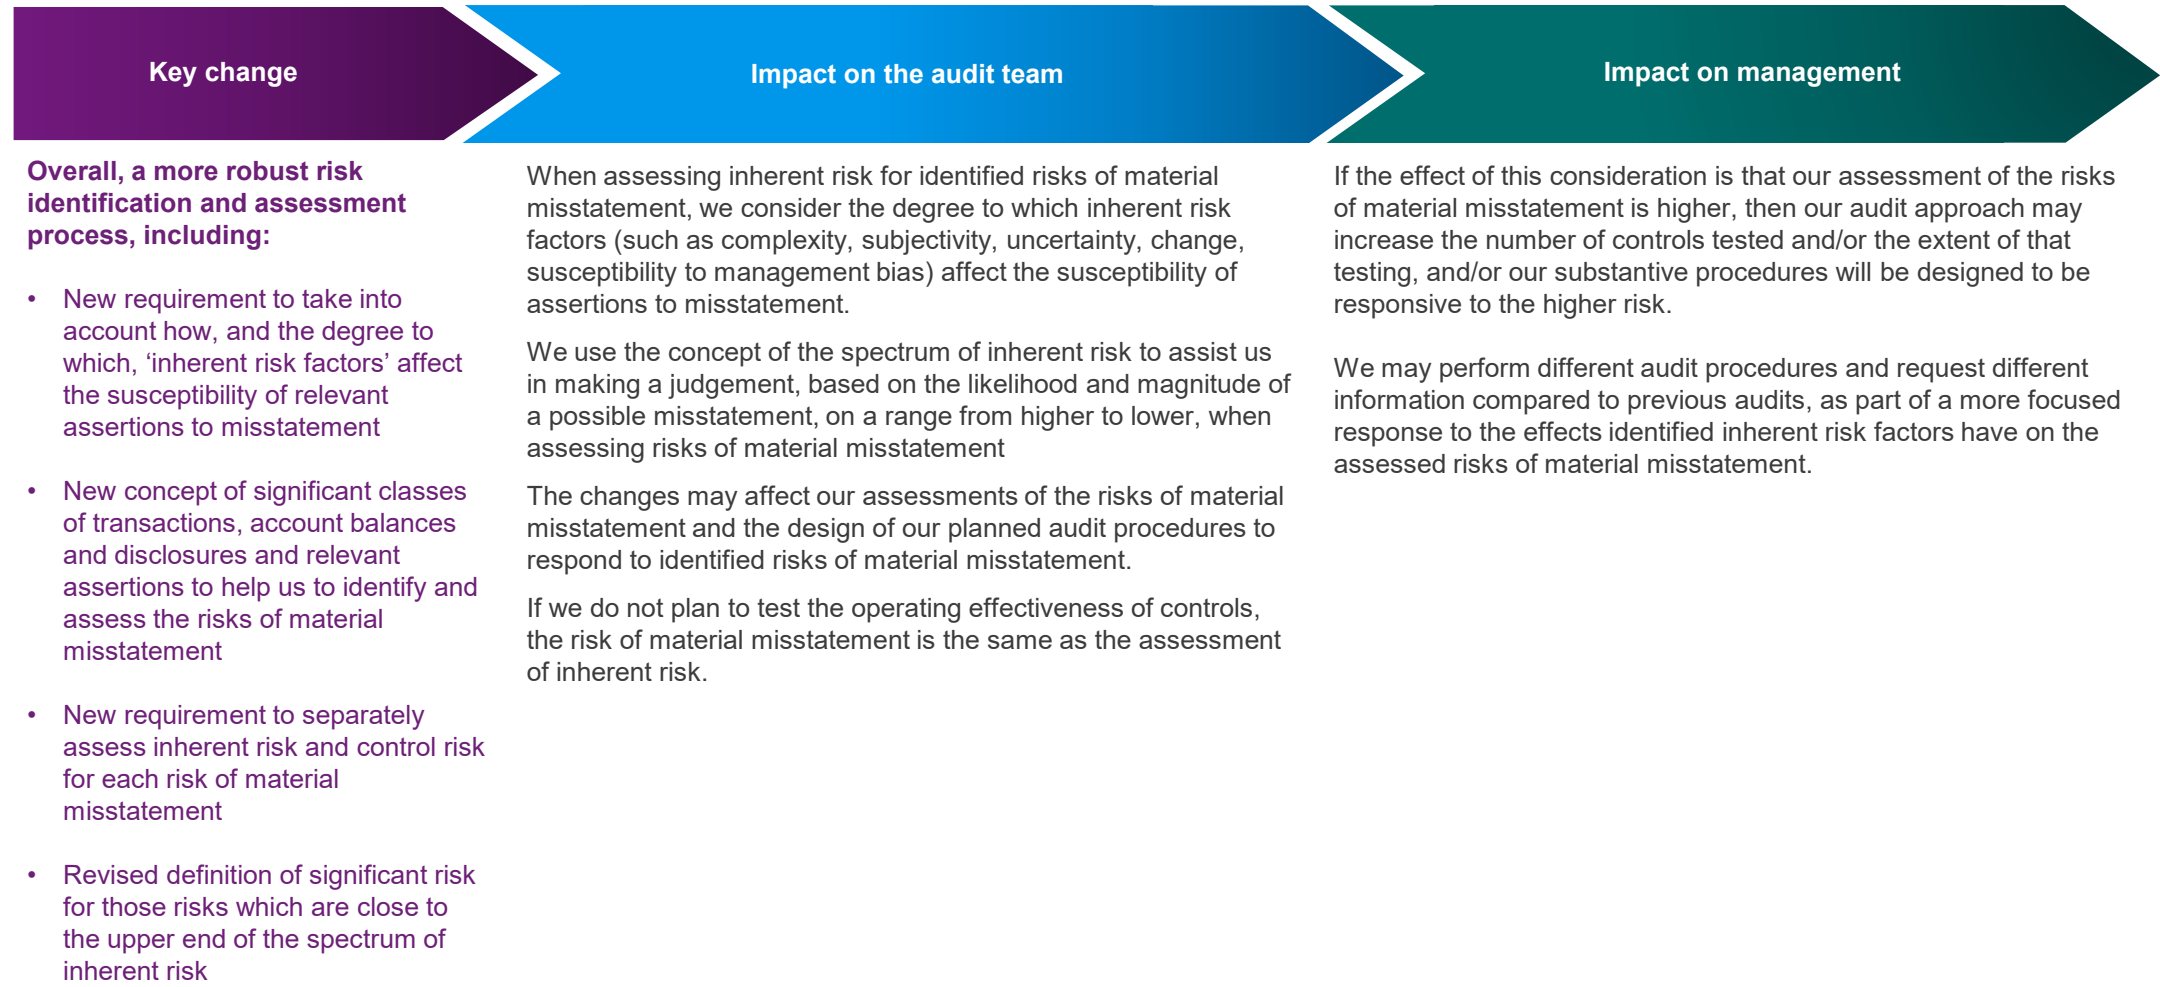 Key change
Impact on the audit team
Impact on management
Overall, a more robust risk
identification and assessment
process, including:
• New requirement to take into
account how, and the degree to
which, ‘inherent risk factors’ affect
the susceptibility of relevant
assertions to misstatement
• New concept of significant classes
of transactions, account balances
and disclosures and relevant
assertions to help us to identify and
assess the risks of material
misstatement
• New requirement to separately
assess inherent risk and control risk
for each risk of material
misstatement
• Revised definition of significant risk
for those risks which are close to
the upper end of the spectrum of
inherent risk
When assessing inherent risk for identified risks of material
misstatement, we consider the degree to which inherent risk
factors (such as complexity, subjectivity, uncertainty, change,
susceptibility to management bias) affect the susceptibility of
assertions to misstatement.
We use the concept of the spectrum of inherent risk to assist us
in making a judgement, based on the likelihood and magnitude of
a possible misstatement, on a range from higher to lower, when
assessing risks of material misstatement
The changes may affect our assessments of the risks of material
misstatement and the design of our planned audit procedures to
respond to identified risks of material misstatement.
If we do not plan to test the operating effectiveness of controls,
the risk of material misstatement is the same as the assessment
of inherent risk.
If the effect of this consideration is that our assessment of the risks
of material misstatement is higher, then our audit approach may
increase the number of controls tested and/or the extent of that
testing, and/or our substantive procedures will be designed to be
responsive to the higher risk.
We may perform different audit procedures and request different
information compared to previous audits, as part of a more focused
response to the effects identified inherent risk factors have on the
assessed risks of material misstatement.